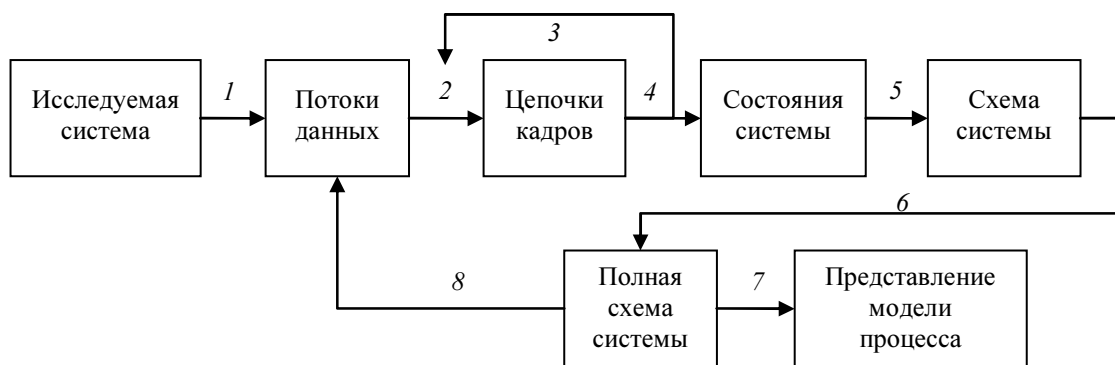 3
Исследуемая
система
1
Потоки
данных
2
Цепочки
кадров
4
Состояния
системы
5
Схема
системы
6
8
Полная
схема
системы
7
Представление
модели
процесса